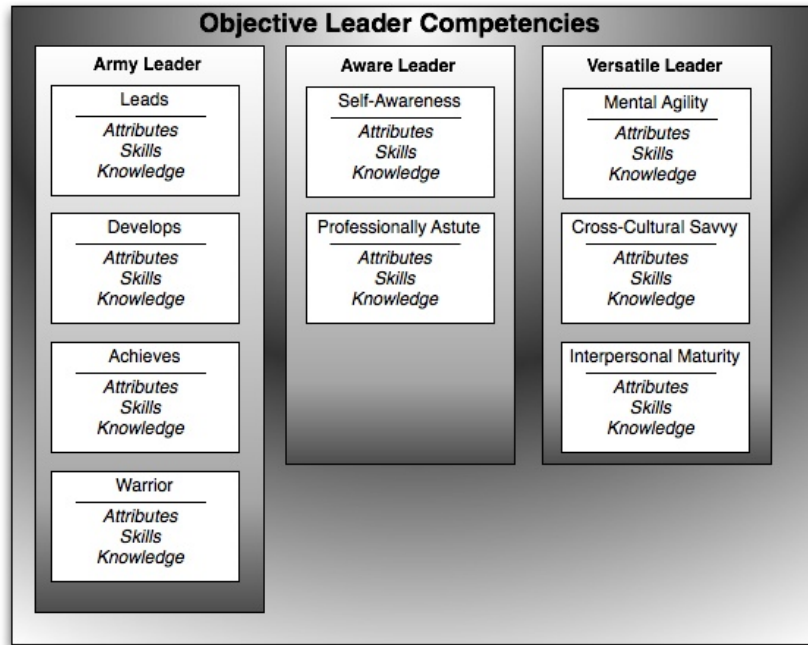 Objective Leader Competencies
Army Leader
Leads
Attributes
Skills
Knowledge
Develops
Attributes
Skills
Knowledge
Achieves
Attributes
Skills
Knowledge
Warrior
Attributes
Skills
Knowledge
Aware Leader
Self-Awareness
Attributes
Skills
Knowledge
Professionally Astute
Attributes
Skills
Knowledge
Versatile Leader
Mental Agility
Attributes
Skills
Knowledge
Cross-Cultural Savvy
Attributes
Skills
Knowledge
Interpersonal Maturity
Attributes
Skills
Knowledge